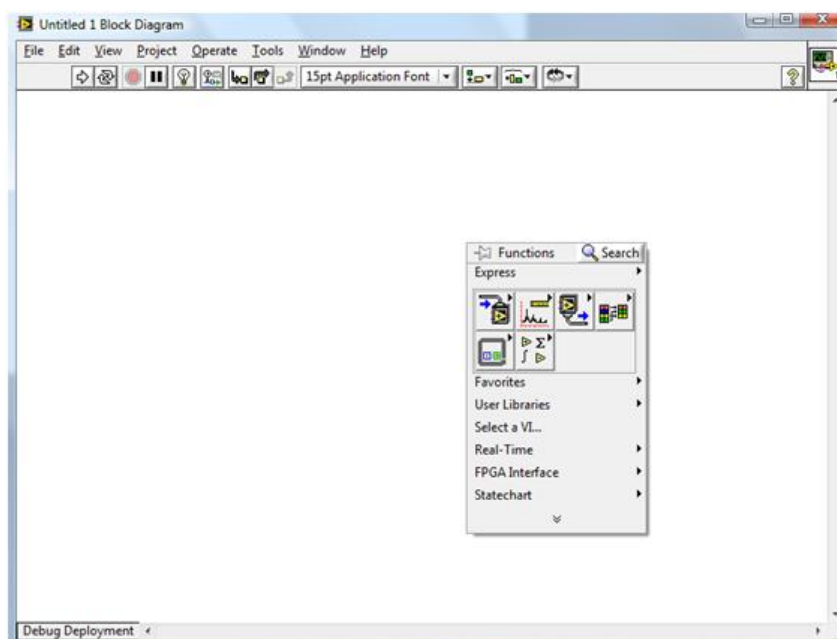 Untitled 1 Block Diagram
File Edit View Project Operate Tools Window Help
15pt Application Font
Functions Search
Express
Favorites
User Libraries
Select a VI...
Real-Time
FPGA Interface
Statechart
Debug Deployment